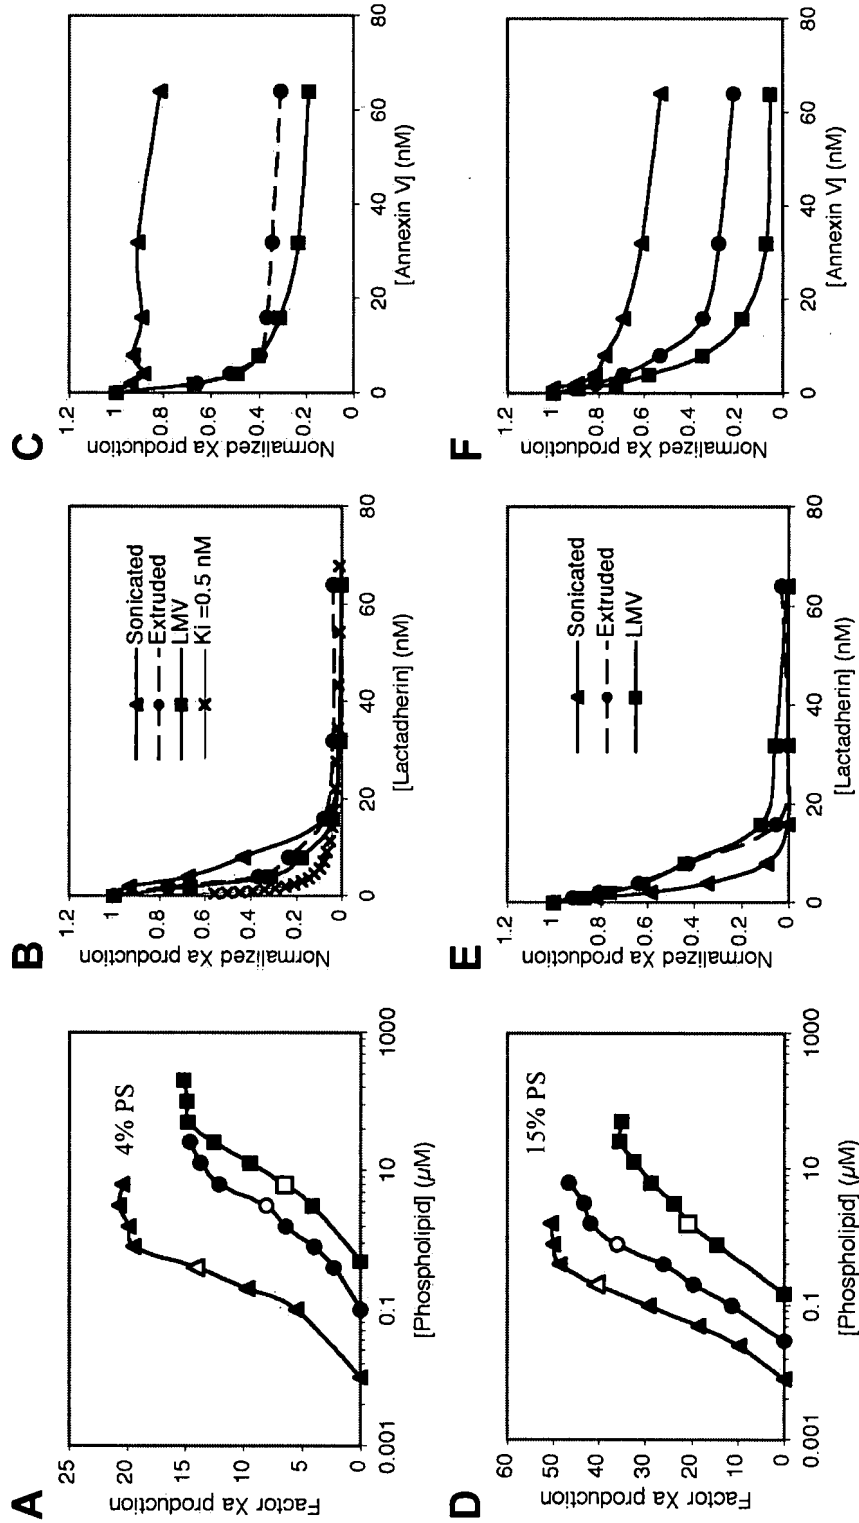 A
Factor Xa production
25
20
15
10
5
0
4% PS
0.001
0.1
10
1000
[Phospholipid] (µM)
B
Normalized Xa production
1.2
1
0.8
0.6
0.4
0.2
0
Sonicated
Extruded
LMV
Ki =0.5 nM
0
20
40
60
80
[Lactadherin] (nM)
C
Normalized Xa production
1.2
1
0.8
0.6
0.4
0.2
0
0
20
40
60
80
[Annexin V] (nM)
D
Factor Xa production
60
50
40
30
20
10
0
15% PS
0.001
0.1
10
1000
[Phospholipid] (µM)
E
Normalized Xa production
1.2
1
0.8
0.6
0.4
0.2
0
Sonicated
Extruded
LMV
0
20
40
60
80
[Lactadherin] (nM)
F
Normalized Xa production
1.2
1
0.8
0.6
0.4
0.2
0
0
20
40
60
80
[Annexin V] (nM)